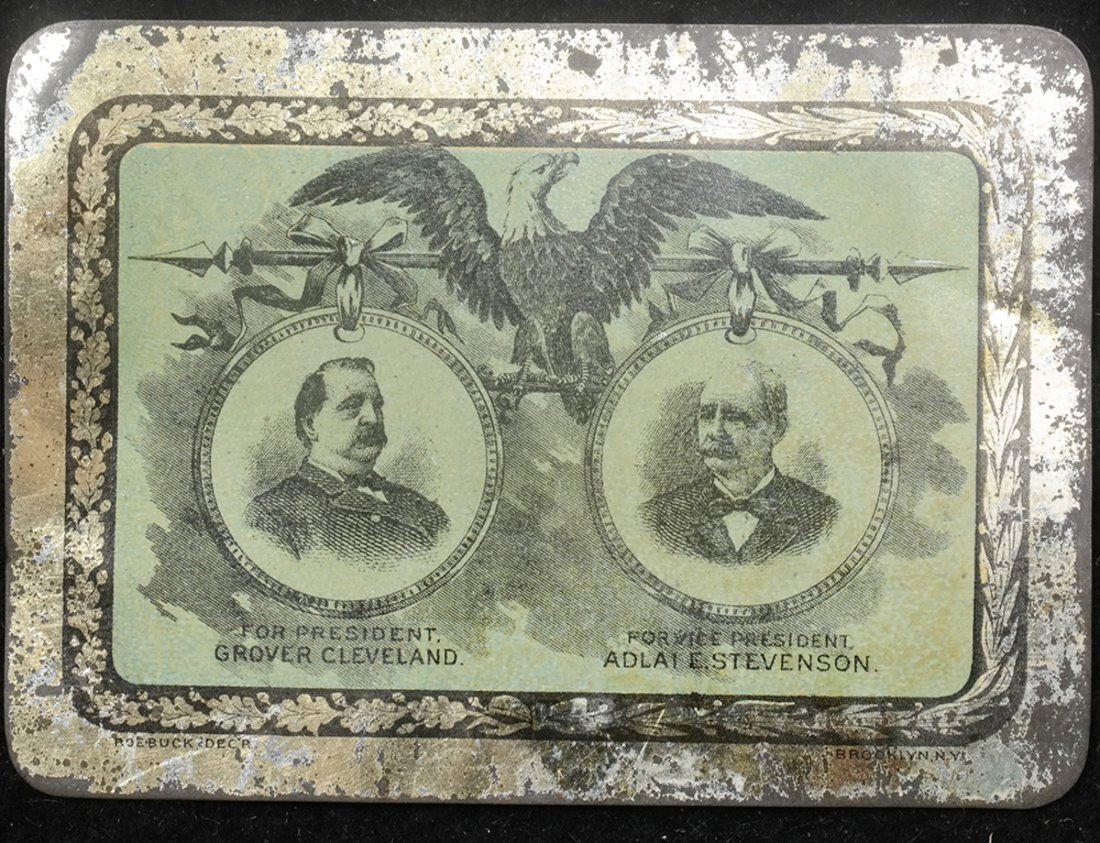 FOR PRESIDENT,
GROVER CLEVELAND.
FOR VICE PRESIDENT,
ADLAI E. STEVENSON.
ROEBUCK DEC'R.
BROOKLYN. N.Y.